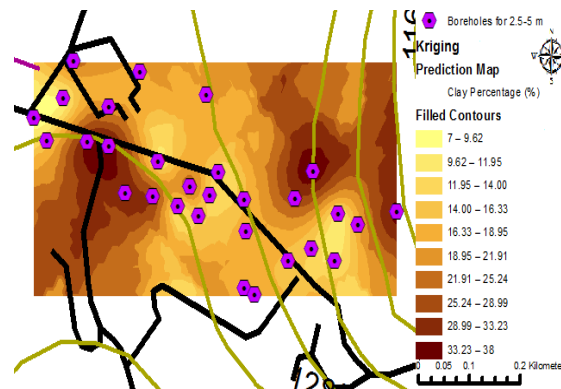 Boreholes for 2.5-5 m
Kriging
Prediction Map
Clay Percentage (%)
Filled Contours
7 – 9.62
9.62 – 11.95
11.95 – 14.00
14.00 – 16.33
16.33 – 18.95
18.95 – 21.91
21.91 – 25.24
25.24 – 28.99
28.99 – 33.23
33.23 – 38
0 0.05 0.1 0.2 Kilomete